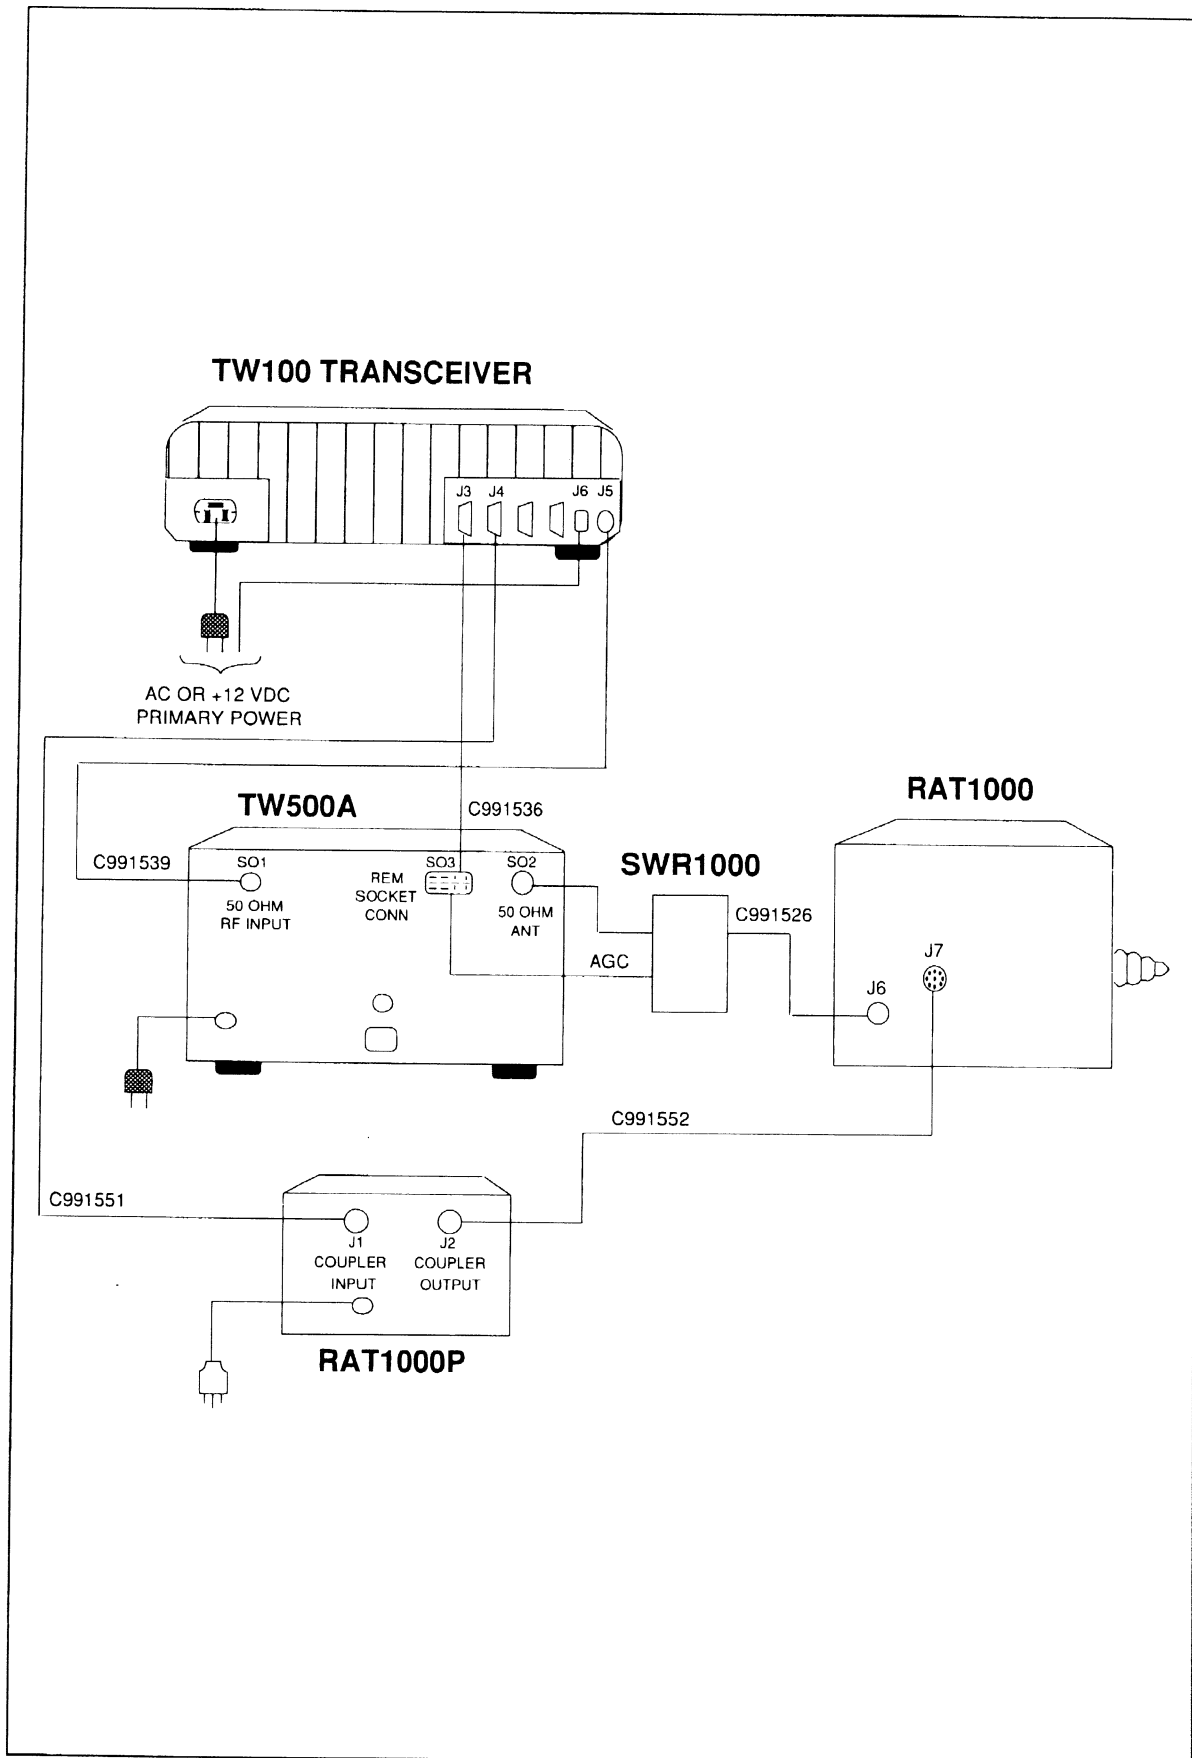 TW100 TRANSCEIVER
J3 J4 J6 J5
AC OR +12 VDC
PRIMARY POWER
TW500A
C991536
RAT1000
C991539
SO1
50 OHM
RF INPUT
REM
SOCKET
CONN
SO3
SO2
50 OHM
ANT
SWR1000
C991526
AGC
J7
J6
C991552
C991551
J1
COUPLER
INPUT
J2
COUPLER
OUTPUT
RAT1000P